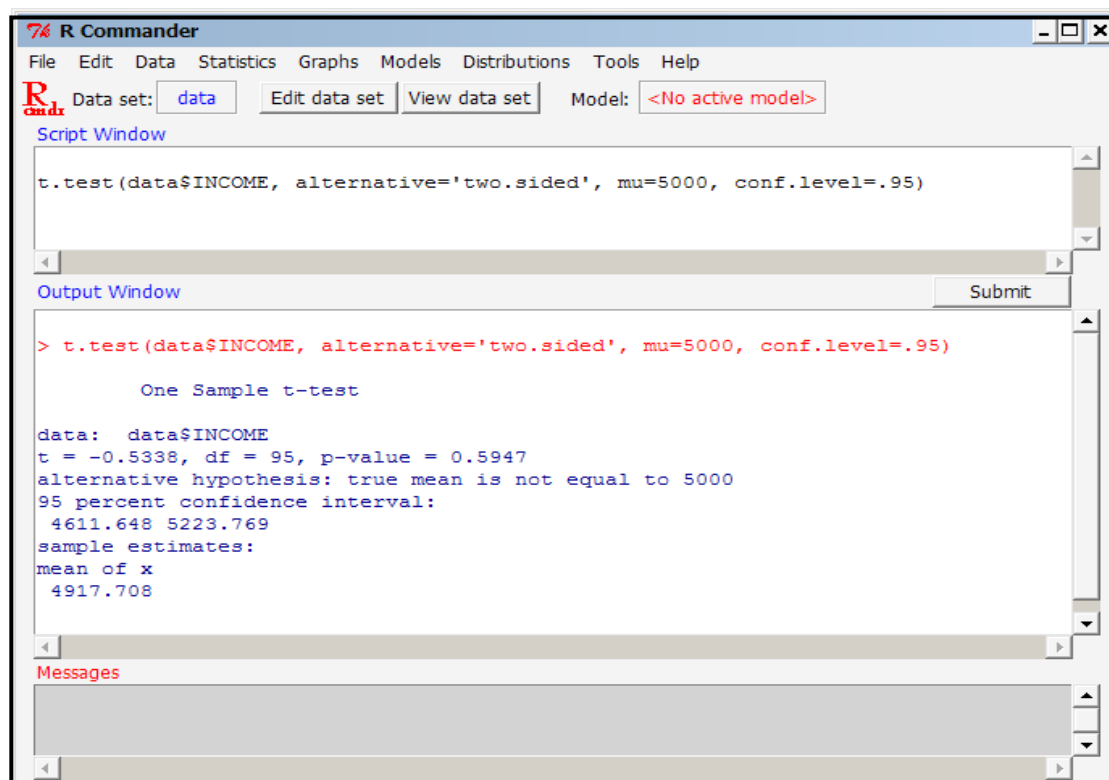 R Commander
File Edit Data Statistics Graphs Models Distributions Tools Help
R cmdr Data set: data Edit data set View data set Model: <No active model>
Script Window
t.test(data$INCOME, alternative='two.sided', mu=5000, conf.level=.95)
Output Window Submit
> t.test(data$INCOME, alternative='two.sided', mu=5000, conf.level=.95)
One Sample t-test
data: data$INCOME
t = -0.5338, df = 95, p-value = 0.5947
alternative hypothesis: true mean is not equal to 5000
95 percent confidence interval:
4611.648 5223.769
sample estimates:
mean of x
4917.708
Messages